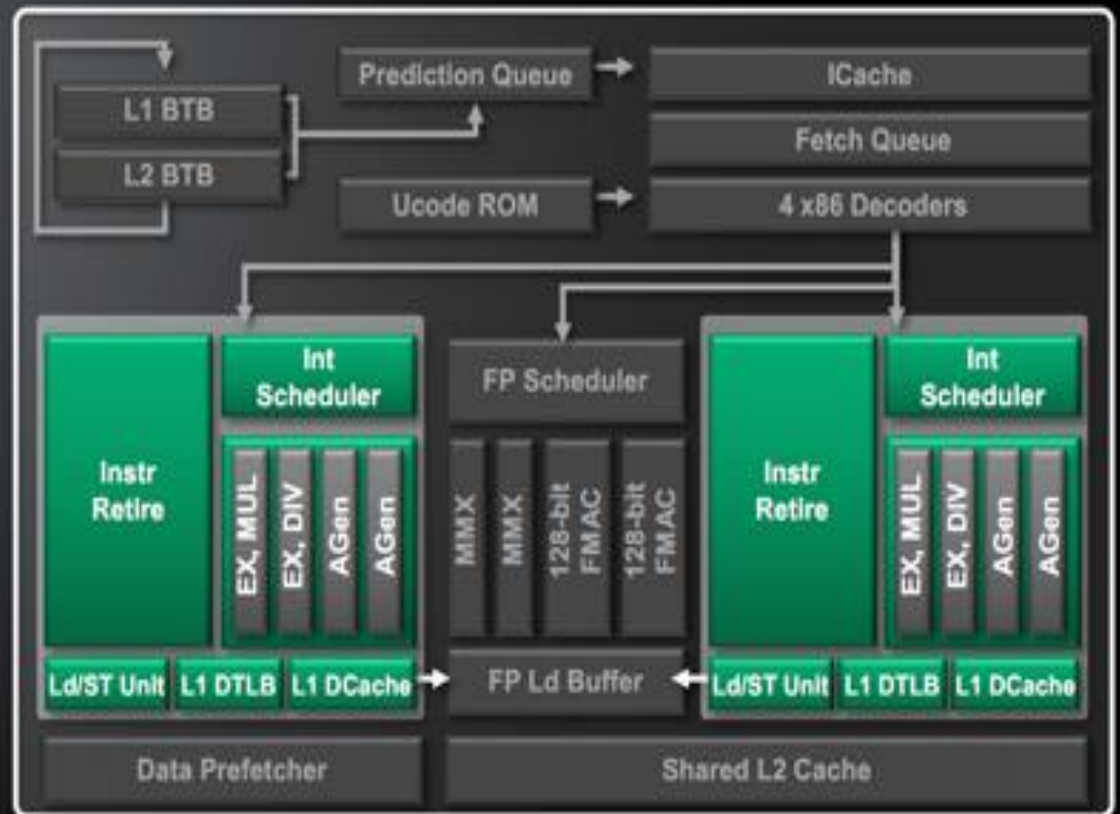 L1 BTB
L2 BTB
Prediction Queue
ICache
Fetch Queue
Ucode ROM
4 x86 Decoders
Instr
Retire
Int
Scheduler
EX, MUL
EX, DIV
AGen
AGen
Ld/ST Unit
L1 DTLB
L1 DCache
FP Scheduler
MMX
MMX
128-bit
FMAC
128-bit
FMAC
FP Ld Buffer
Instr
Retire
Int
Scheduler
EX, MUL
EX, DIV
AGen
AGen
Ld/ST Unit
L1 DTLB
L1 DCache
Data Prefetcher
Shared L2 Cache